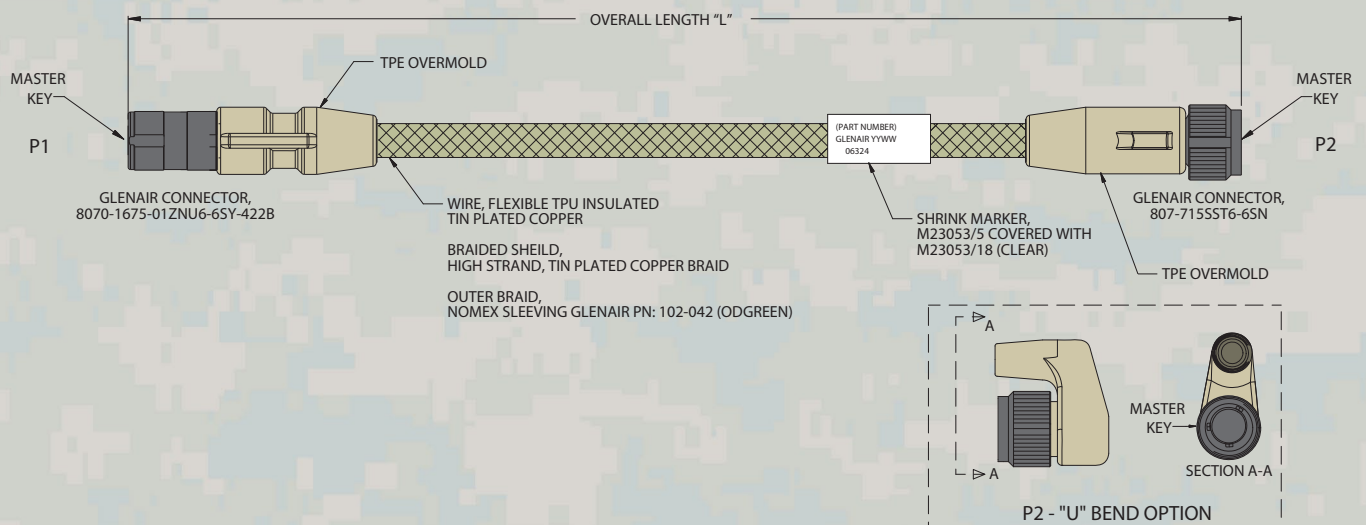 OVERALL LENGTH "L"
MASTER
KEY
P1
TPE OVERMOLD
GLENAIR CONNECTOR,
8070-1675-01ZNU6-6SY-422B
WIRE, FLEXIBLE TPU INSULATED
TIN PLATED COPPER
BRAIDED SHEILD,
HIGH STRAND, TIN PLATED COPPER BRAID
OUTER BRAID,
NOMEX SLEEVING GLENAIR PN: 102-042 (ODGREEN)
(PART NUMBER)
GLENAIR YYWW
06324
SHRINK MARKER,
M23053/5 COVERED WITH
M23053/18 (CLEAR)
MASTER
KEY
P2
GLENAIR CONNECTOR,
807-715SST6-6SN
TPE OVERMOLD
A
A
MASTER
KEY
SECTION A-A
P2 - "U" BEND OPTION